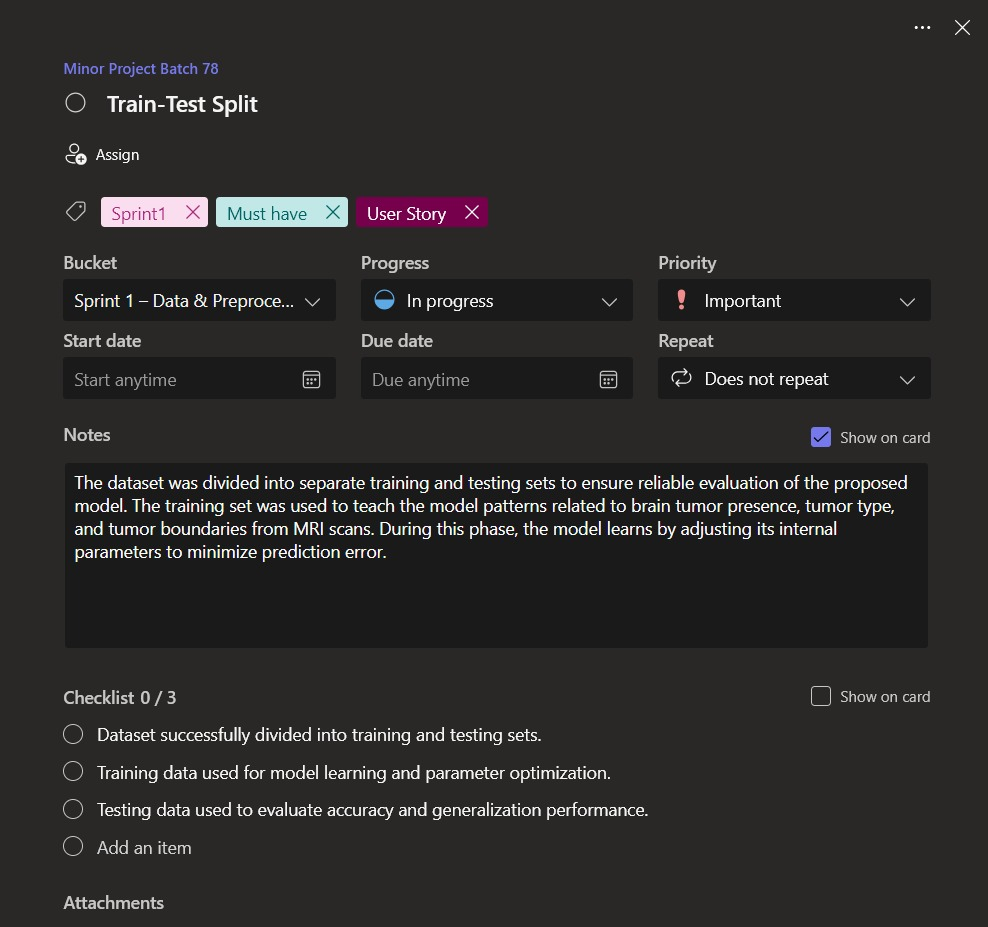 Minor Project Batch 78
Train-Test Split
Assign
Sprint1 Must have User Story
Bucket Progress Priority
Sprint 1 – Data & Preproce... In progress Important
Start date Due date Repeat
Start anytime Due anytime Does not repeat
Notes Show on card
The dataset was divided into separate training and testing sets to ensure reliable evaluation of the proposed
model. The training set was used to teach the model patterns related to brain tumor presence, tumor type,
and tumor boundaries from MRI scans. During this phase, the model learns by adjusting its internal
parameters to minimize prediction error.
Checklist 0 / 3 Show on card
Dataset successfully divided into training and testing sets.
Training data used for model learning and parameter optimization.
Testing data used to evaluate accuracy and generalization performance.
Add an item
Attachments